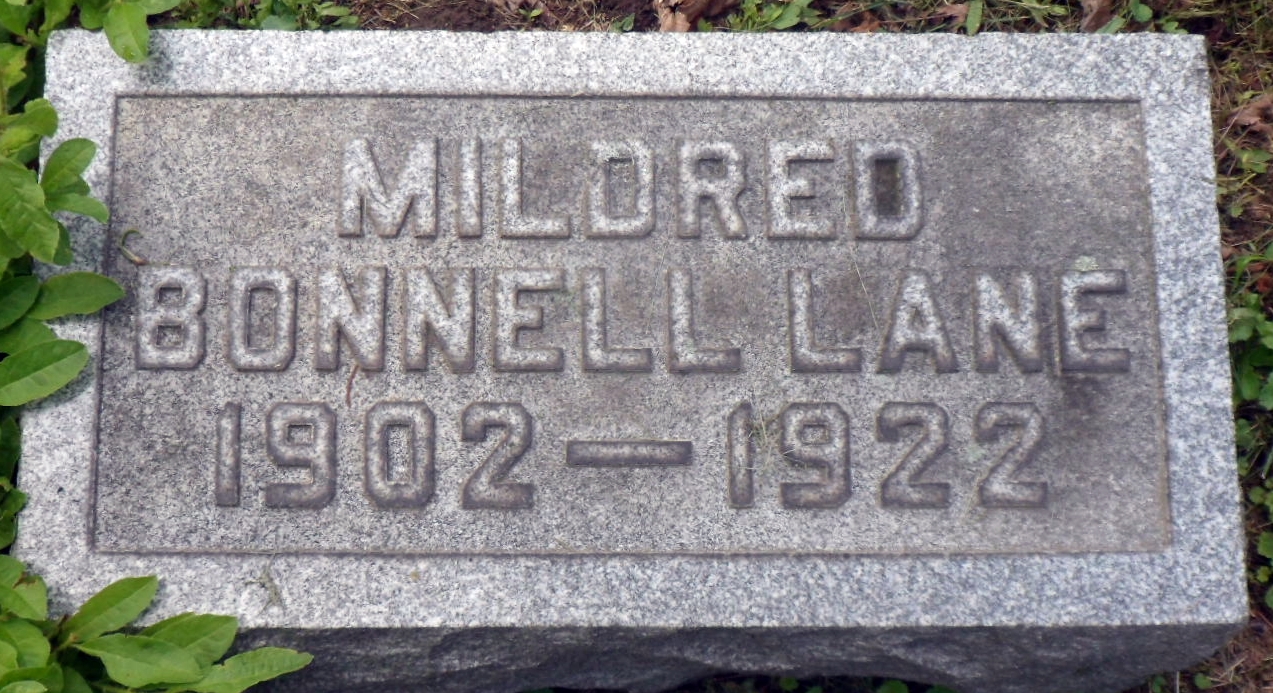 MILDRED
BONNELL LANE
1902—1922